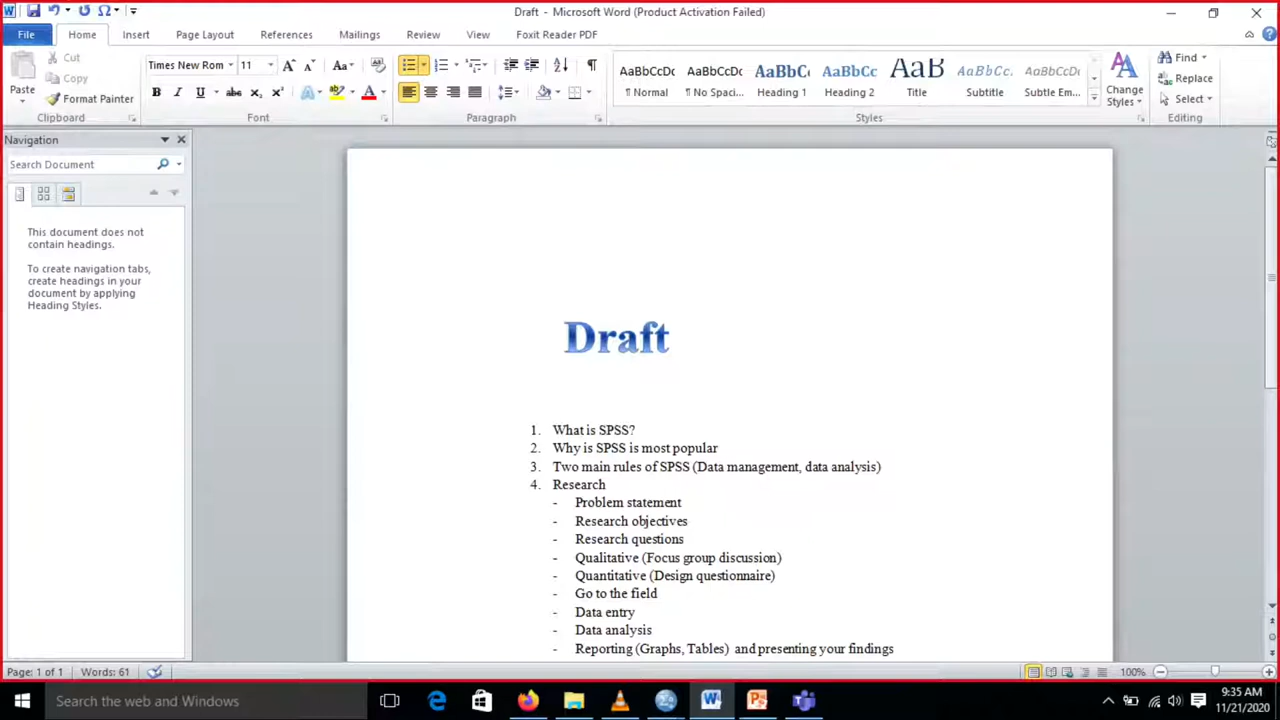 Draft - Microsoft Word (Product Activation Failed)
File Home Insert Page Layout References Mailings Review View Foxit Reader PDF
Cut
Copy
Format Painter
Paste
Clipboard
Times New Rom 11
Font
Paragraph
AaBbCcDc AaBbCcDc AaBbC AaBbCc AaB AaBbCc. AaBbCcDc
¶ Normal ¶ No Spaci... Heading 1 Heading 2 Title Subtitle Subtle Em...
Styles
Change
Styles
Find
Replace
Select
Editing
Navigation
Search Document
This document does not
contain headings.
To create navigation tabs,
create headings in your
document by applying
Heading Styles.
Draft
1. What is SPSS?
2. Why is SPSS is most popular
3. Two main rules of SPSS (Data management, data analysis)
4. Research
- Problem statement
- Research objectives
- Research questions
- Qualitative (Focus group discussion)
- Quantitative (Design questionnaire)
- Go to the field
- Data entry
- Data analysis
- Reporting (Graphs, Tables) and presenting your findings
Page: 1 of 1 Words: 61
100%
Search the web and Windows
9:35 AM
11/21/2020